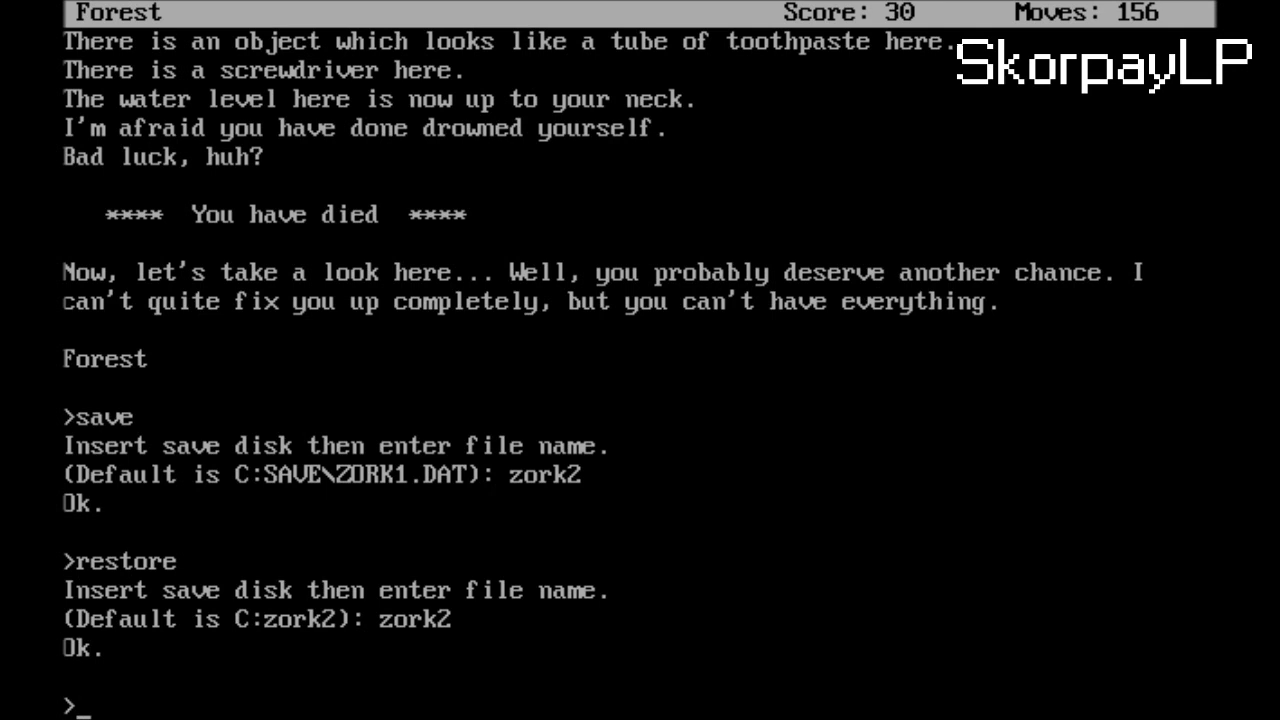 Forest Score: 30 Moves: 156
There is an object which looks like a tube of toothpaste here.
SkorpayLP
There is a screwdriver here.
The water level here is now up to your neck.
I'm afraid you have done drowned yourself.
Bad luck, huh?
**** You have died ****
Now, let's take a look here... Well, you probably deserve another chance. I
can't quite fix you up completely, but you can't have everything.
Forest
>save
Insert save disk then enter file name.
(Default is C:SAVE\ZORK1.DAT): zork2
Ok.
>restore
Insert save disk then enter file name.
(Default is C:zork2): zork2
Ok.
>_